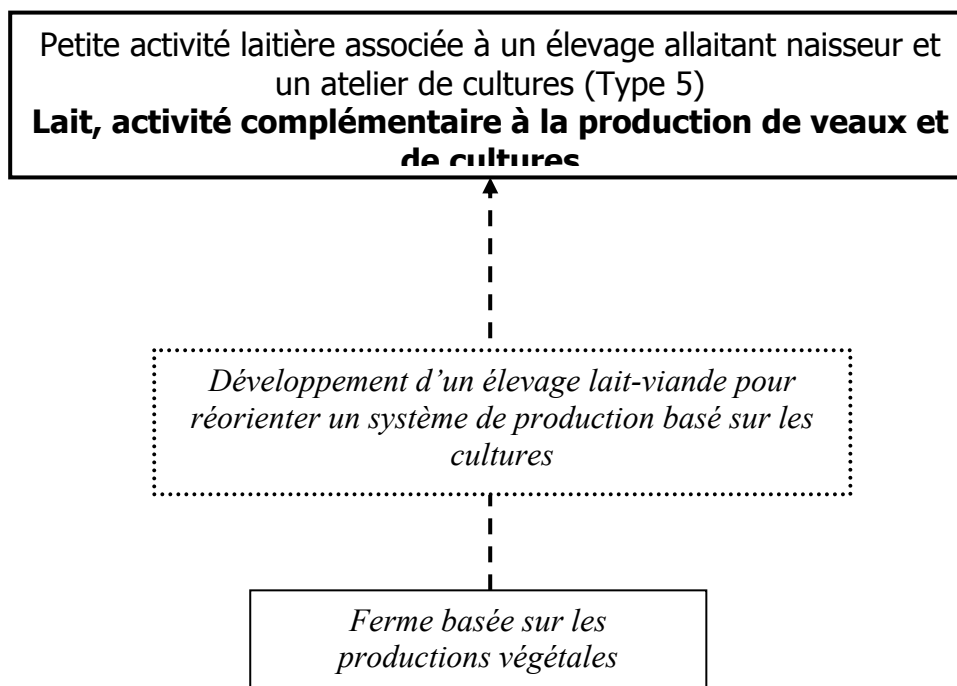 Petite activité laitière associée à un élevage allaitant naisseur et
un atelier de cultures (Type 5)
Lait, activité complémentaire à la production de veaux et
de cultures
Développement d’un élevage lait-viande pour
réorienter un système de production basé sur les
cultures
Ferme basée sur les
productions végétales